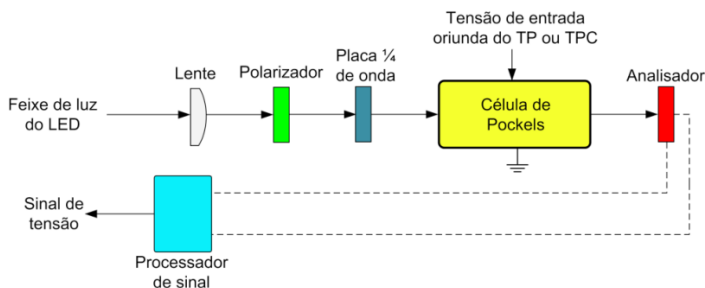 Tensão de entrada
oriunda do TP ou TPC
Placa ¼
de onda
Lente
Polarizador
Analisador
Feixe de luz
do LED
Célula de
Pockels
Sinal de
tensão
Processador
de sinal